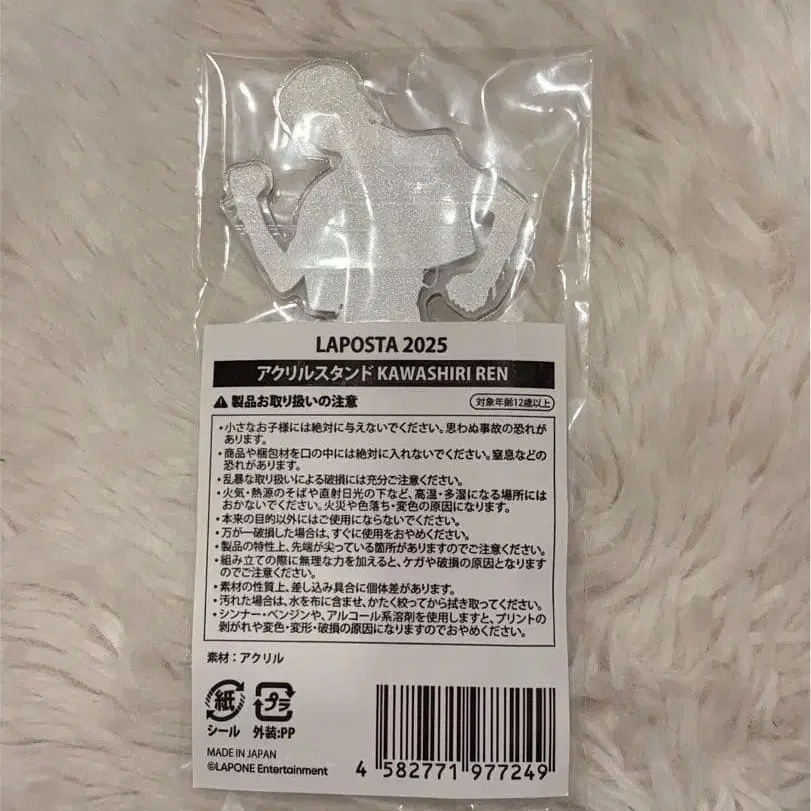 LAPOSTA 2025
アクリルスタンド KAWASHIRI REN
⚠ 製品お取り扱いの注意
対象年齢12歳以上
・小さなお子様には絶対に与えないでください。思わぬ事故の恐れが
あります。
・商品や梱包材を口の中には絶対に入れないでください。窒息などの
恐れがあります。
・乱暴な取り扱いによる破損には充分ご注意ください。
・火気・熱源のそばや直射日光の下など、高温・多湿になる場所には
おかないでください。火災や色落ち・変色の原因になります。
・本来の目的以外にはご使用にならないでください。
・万が一破損した場合は、すぐに使用をおやめください。
・製品の特性上、先端が尖っている箇所がありますのでご注意ください。
・組み立ての際に無理な力を加えると、ケガや破損の原因となります
のでご注意ください。
・素材の性質上、差し込み具合に個体差があります。
・汚れた場合は、水を布に含ませ、かたく絞ってから拭き取ってください。
・シンナー・ベンジンや、アルコール系溶剤を使用しますと、プリントの
剥がれや変色・変形・破損の原因になりますのでおやめください。
素材：アクリル
紙 プラ
シール 外装:PP
MADE IN JAPAN
©LAPONE Entertainment
4 582771 977249